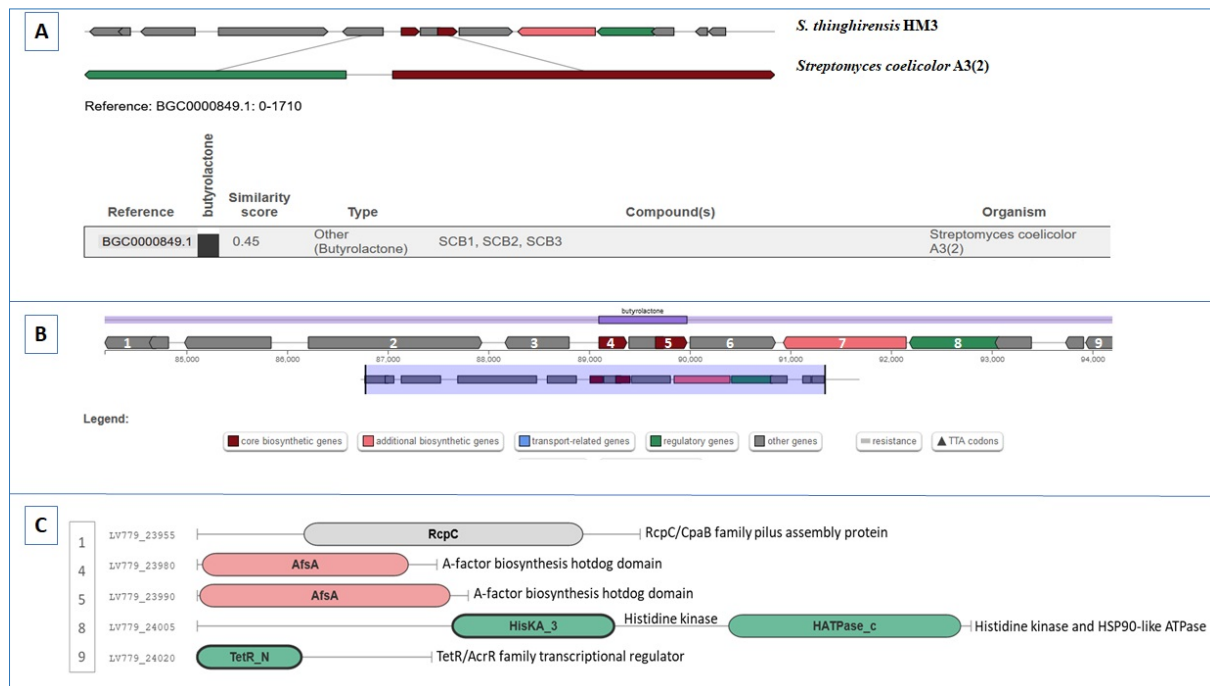 A
S. thinghirensis HM3
Streptomyces coelicolor A3(2)
Reference: BGC0000849.1: 0-1710
Reference butyrolactone Similarity score Type Compound(s) Organism
BGC0000849.1 0.45 Other (Butyrolactone) SCB1, SCB2, SCB3 Streptomyces coelicolor A3(2)
B
butyrolactone
1 2 3 4 5 6 7 8 9
85,000 86,000 87,000 88,000 89,000 90,000 91,000 92,000 93,000 94,000
Legend:
core biosynthetic genes additional biosynthetic genes transport-related genes regulatory genes other genes resistance TTA codons
C
1 LV779_23955 RcpC RcpC/CpaB family pilus assembly protein
4 LV779_23980 AfsA A-factor biosynthesis hotdog domain
5 LV779_23990 AfsA A-factor biosynthesis hotdog domain
8 LV779_24005 HisKA_3 Histidine kinase HATPase_c Histidine kinase and HSP90-like ATPase
9 LV779_24020 TetR_N TetR/AcrR family transcriptional regulator